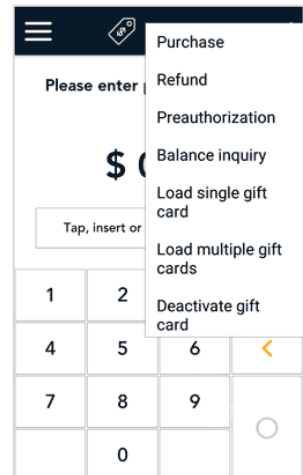 Purchase
Please enter
Refund
Preauthorization
$
Balance inquiry
Load single gift
card
Tap, insert or
Load multiple gift
cards
Deactivate gift
card
1 2
4 5 6
7 8 9
0